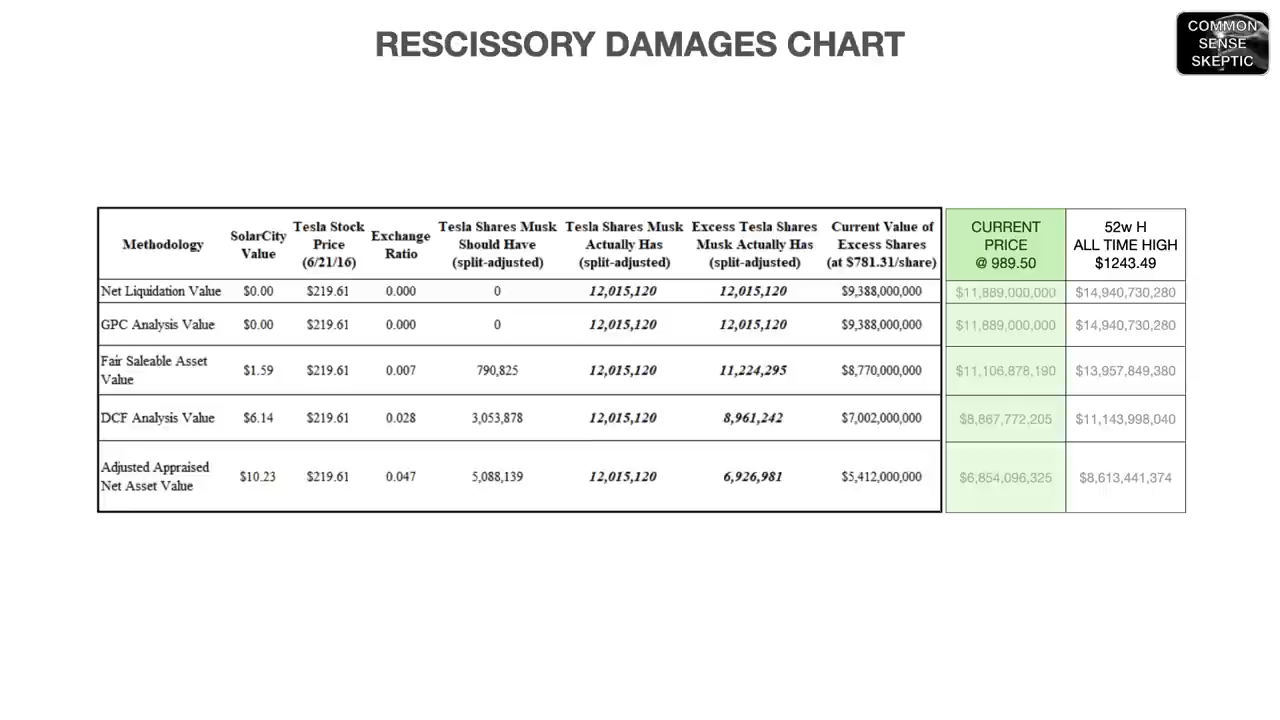 RESCISSORY DAMAGES CHART
COMMON
SENSE
SKEPTIC
Methodology
SolarCity
Value
Tesla Stock
Price
(6/21/16)
Exchange
Ratio
Tesla Shares Musk
Should Have
(split-adjusted)
Tesla Shares Musk
Actually Has
(split-adjusted)
Excess Tesla Shares
Musk Actually Has
(split-adjusted)
Current Value of
Excess Shares
(at $781.31/share)
CURRENT
PRICE
@ 989.50
52w H
ALL TIME HIGH
$1243.49
Net Liquidation Value $0.00 $219.61 0.000 0 12,015,120 12,015,120 $9,388,000,000 $11,889,000,000 $14,940,730,280
GPC Analysis Value $0.00 $219.61 0.000 0 12,015,120 12,015,120 $9,388,000,000 $11,889,000,000 $14,940,730,280
Fair Saleable Asset
Value
$1.59 $219.61 0.007 790,825 12,015,120 11,224,295 $8,770,000,000 $11,106,878,190 $13,957,849,380
DCF Analysis Value $6.14 $219.61 0.028 3,053,878 12,015,120 8,961,242 $7,002,000,000 $8,867,772,205 $11,143,998,040
Adjusted Appraised
Net Asset Value
$10.23 $219.61 0.047 5,088,139 12,015,120 6,926,981 $5,412,000,000 $6,854,096,325 $8,613,441,374